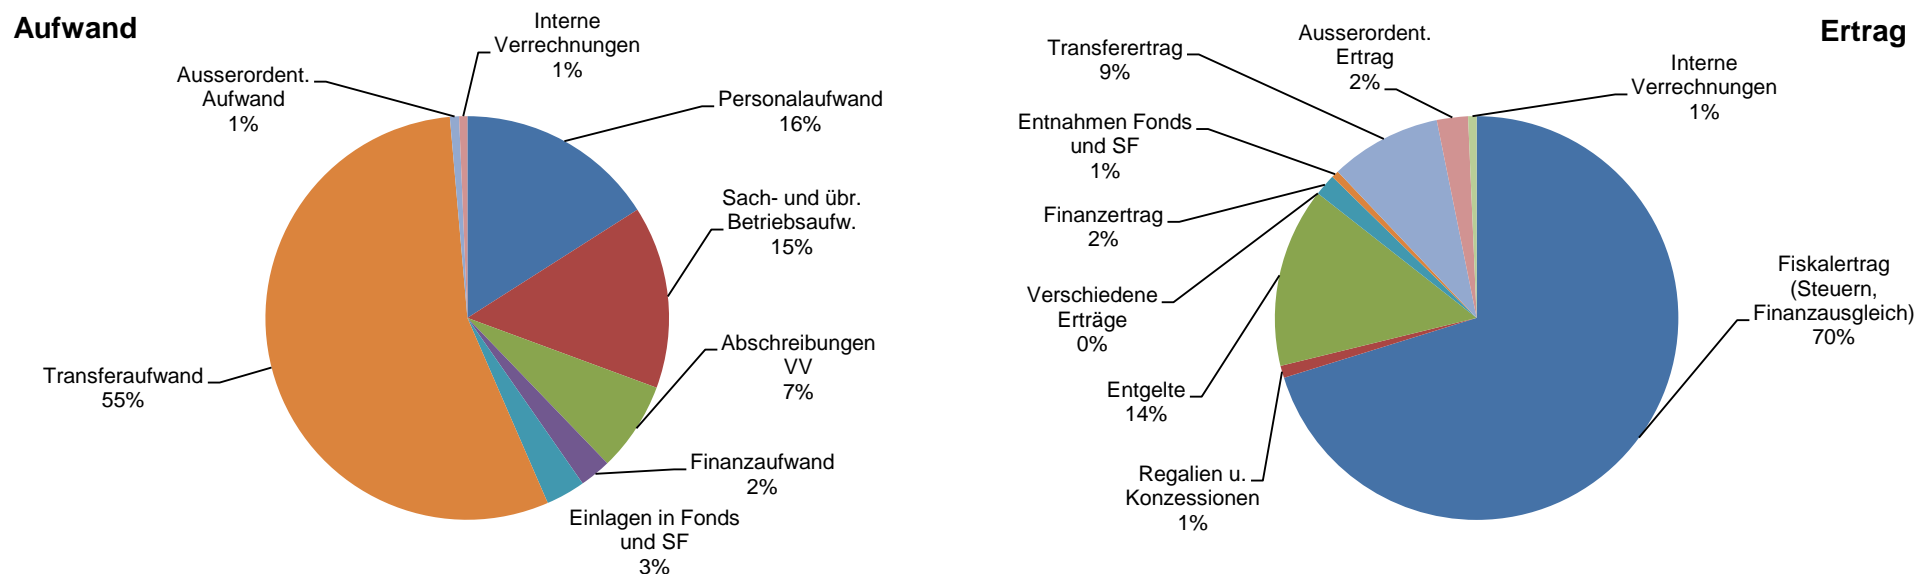 Aufwand
Interne
Verrechnungen
1%
Ausserordent.
Aufwand
1%
Personalaufwand
16%
Sach- und übr.
Betriebsaufw.
15%
Abschreibungen
VV
7%
Finanzaufwand
2%
Einlagen in Fonds
und SF
3%
Transferaufwand
55%
Ertrag
Ausserordent.
Ertrag
2%
Interne
Verrechnungen
1%
Transferertrag
9%
Entnahmen Fonds
und SF
1%
Finanzertrag
2%
Verschiedene
Erträge
0%
Entgelte
14%
Regalien u.
Konzessionen
1%
Fiskalertrag
(Steuern,
Finanzausgleich)
70%